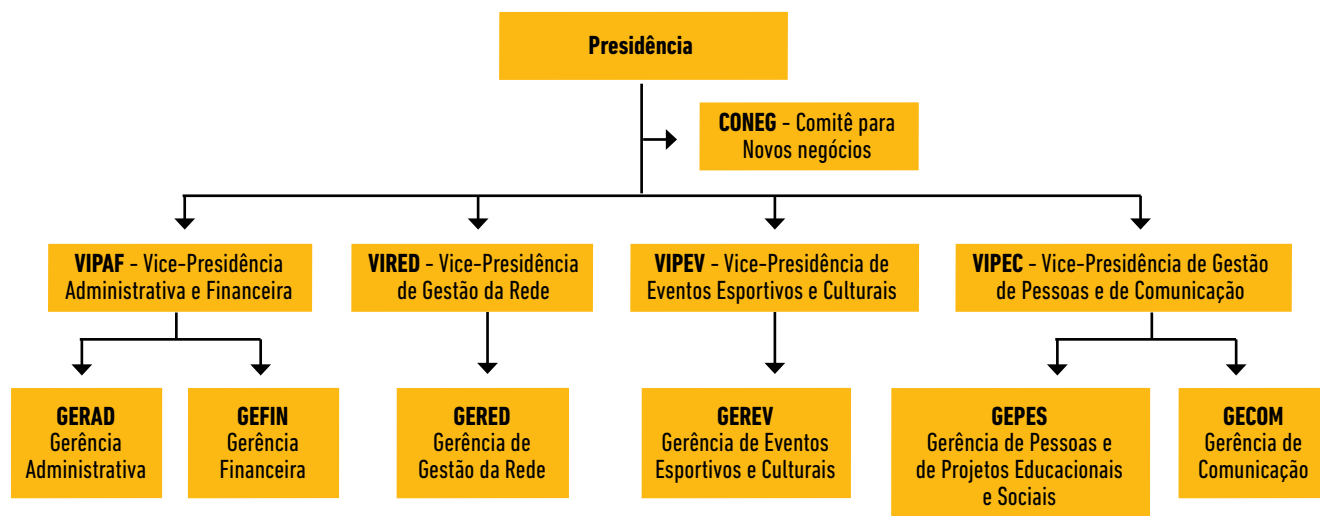 Presidência
CONEG - Comitê para
Novos negócios
VIPAF - Vice-Presidência
Administrativa e Financeira
VIRED - Vice-Presidência
de Gestão da Rede
VIPEV - Vice-Presidência de
Eventos Esportivos e Culturais
VIPEC - Vice-Presidência de Gestão
de Pessoas e de Comunicação
GERAD
Gerência
Administrativa
GEFIN
Gerência
Financeira
GERED
Gerência de
Gestão da Rede
GEREV
Gerência de Eventos
Esportivos e Culturais
GEPES
Gerência de Pessoas e
de Projetos Educacionais
e Sociais
GECOM
Gerência de
Comunicação